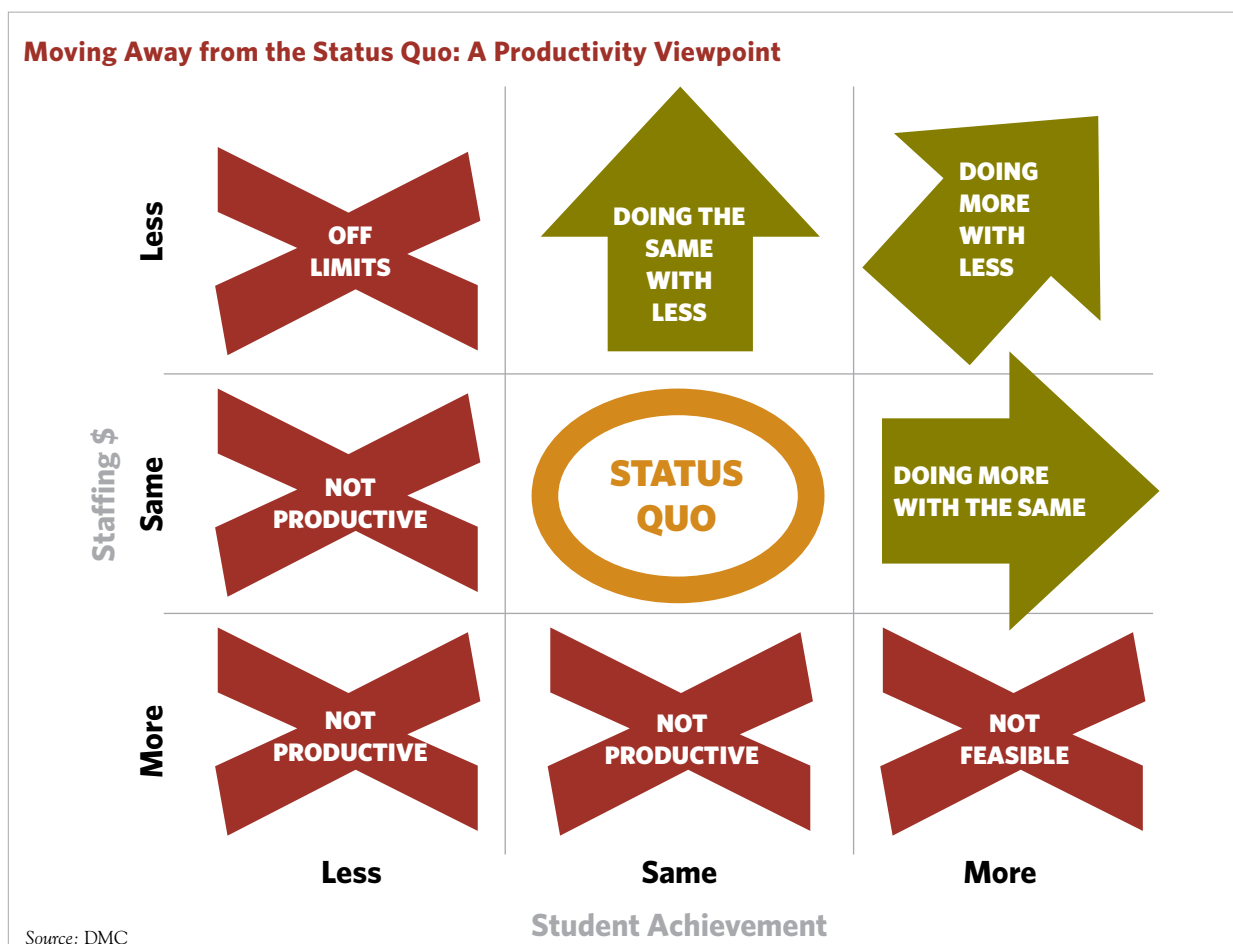 Moving Away from the Status Quo: A Productivity Viewpoint
Less
OFF
LIMITS
DOING THE
SAME
WITH
LESS
DOING
MORE
WITH
LESS
Staffing $
Same
NOT
PRODUCTIVE
STATUS
QUO
DOING MORE
WITH THE SAME
More
NOT
PRODUCTIVE
NOT
PRODUCTIVE
NOT
FEASIBLE
Less
Same
More
Student Achievement
Source: DMC